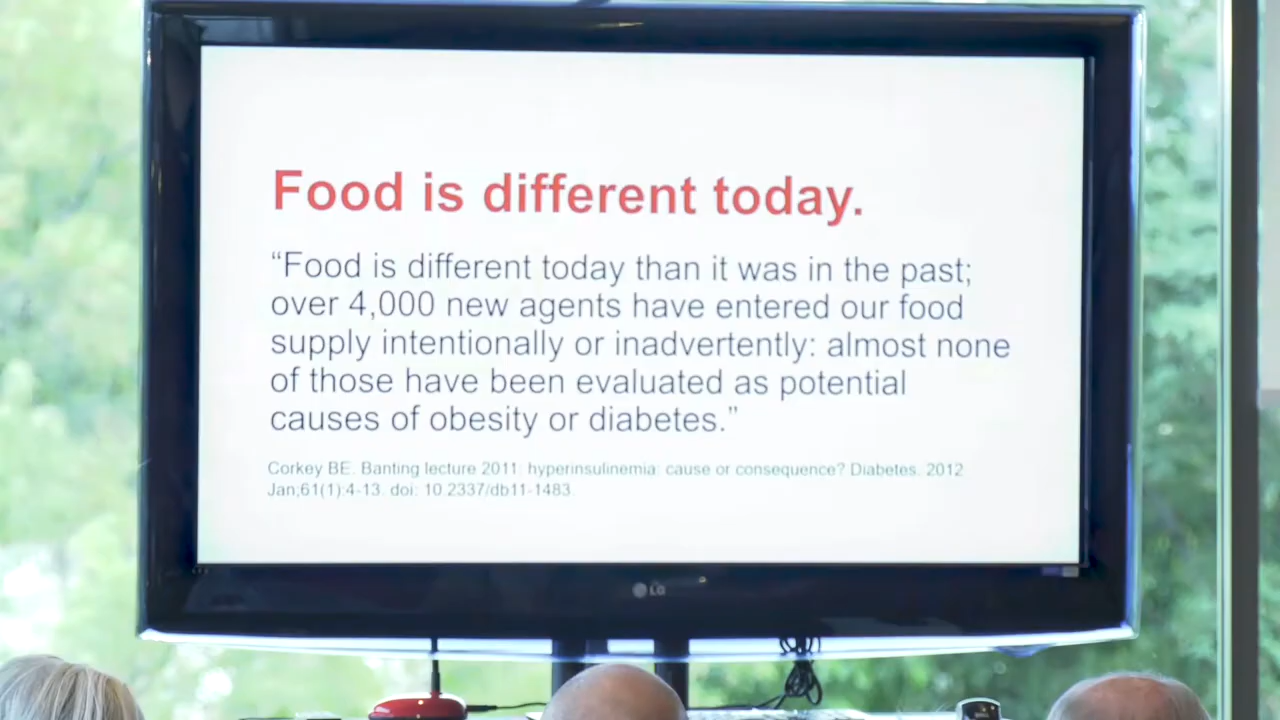 Food is different today.
“Food is different today than it was in the past;
over 4,000 new agents have entered our food
supply intentionally or inadvertently: almost none
of those have been evaluated as potential
causes of obesity or diabetes.”
Corkey BE. Banting lecture 2011: hyperinsulinemia: cause or consequence? Diabetes. 2012
Jan;61(1):4-13. doi: 10.2337/db11-1483.
LG